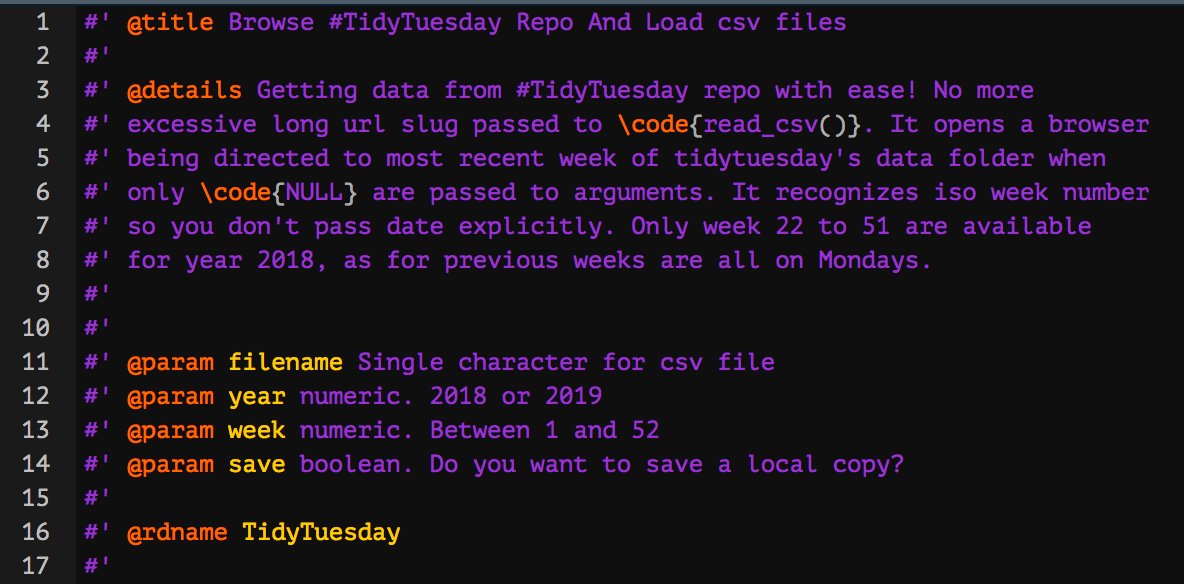 1 #' @title Browse #TidyTuesday Repo And Load csv files
2 #'
3 #' @details Getting data from #TidyTuesday repo with ease! No more
4 #' excessive long url slug passed to \code{read_csv()}. It opens a browser
5 #' being directed to most recent week of tidytuesday's data folder when
6 #' only \code{NULL} are passed to arguments. It recognizes iso week number
7 #' so you don't pass date explicitly. Only week 22 to 51 are available
8 #' for year 2018, as for previous weeks are all on Mondays.
9 #'
10 #'
11 #' @param filename Single character for csv file
12 #' @param year numeric. 2018 or 2019
13 #' @param week numeric. Between 1 and 52
14 #' @param save boolean. Do you want to save a local copy?
15 #'
16 #' @rdname TidyTuesday
17 #'